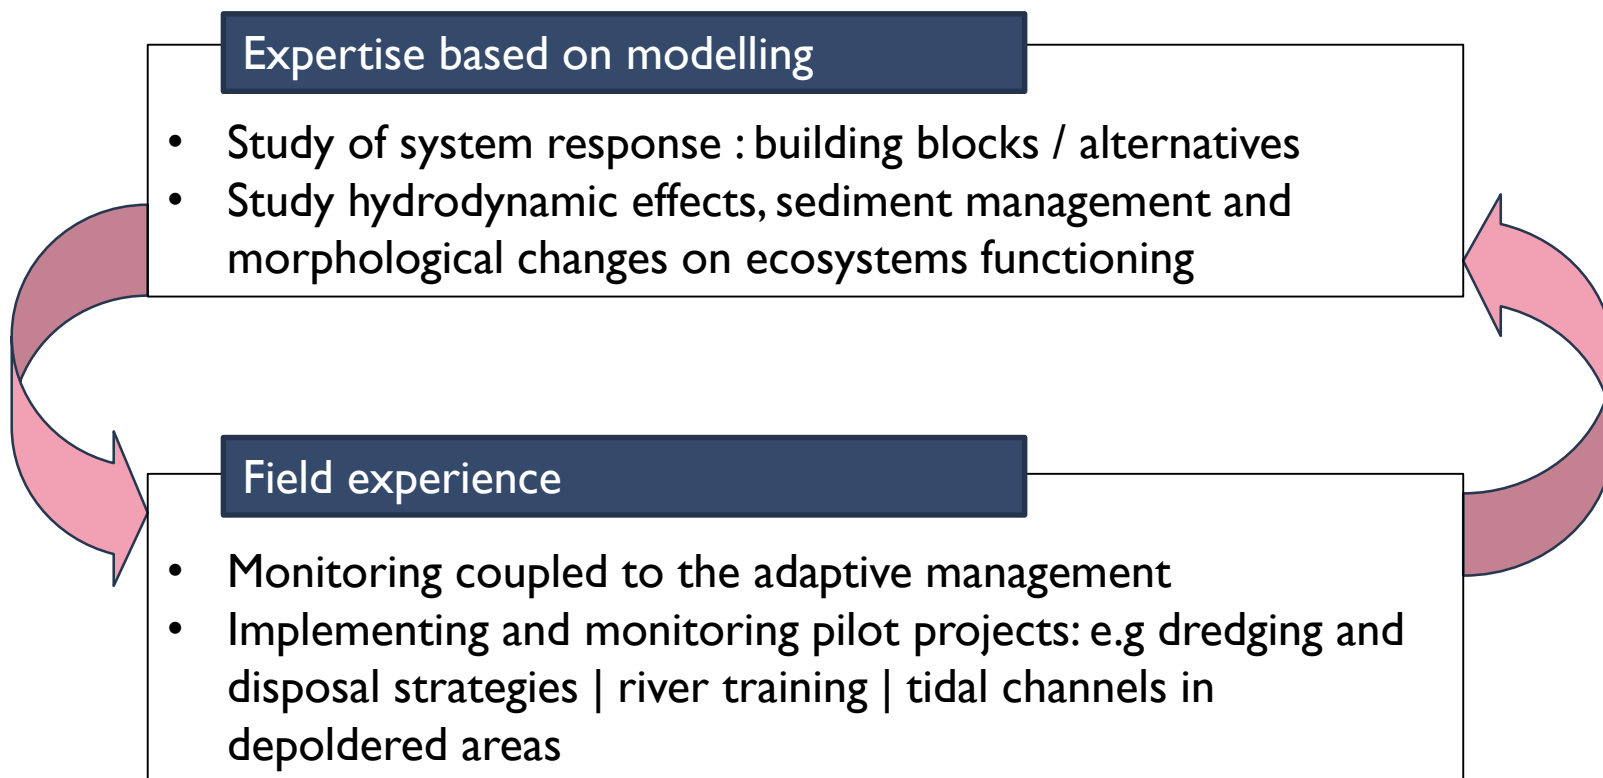 Expertise based on modelling
• Study of system response : building blocks / alternatives
• Study hydrodynamic effects, sediment management and
morphological changes on ecosystems functioning
Field experience
• Monitoring coupled to the adaptive management
• Implementing and monitoring pilot projects: e.g dredging and
disposal strategies | river training | tidal channels in
depoldered areas